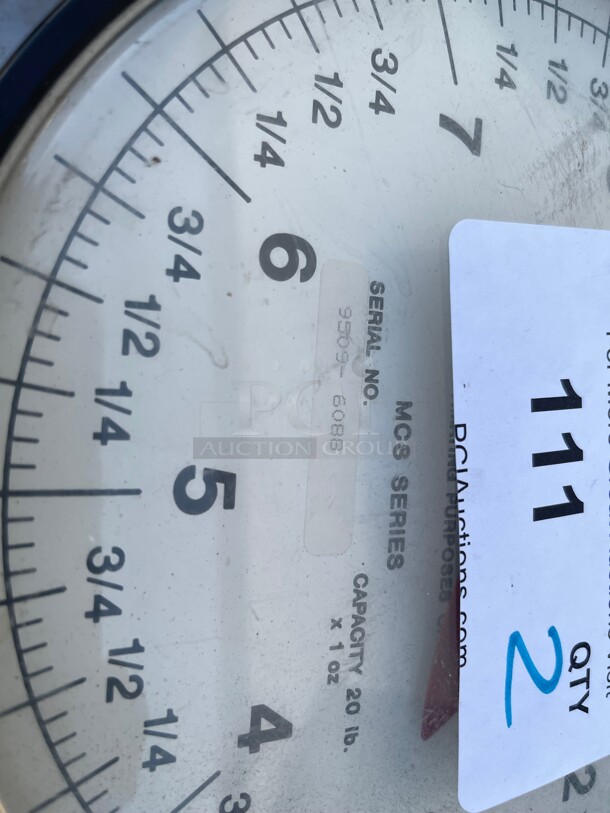 7
1/4
1/2
3/4
6
1/4
1/2
3/4
5
1/4
1/2
3/4
4
1/4
1/2
3/4
SERIAL NO.
9509- 6088
MCS SERIES
CAPACITY 20 lb.
x 1 oz
PURPOSES
PCIAuctions.com
111
QTY
2
PCI
AUCTION GROUP